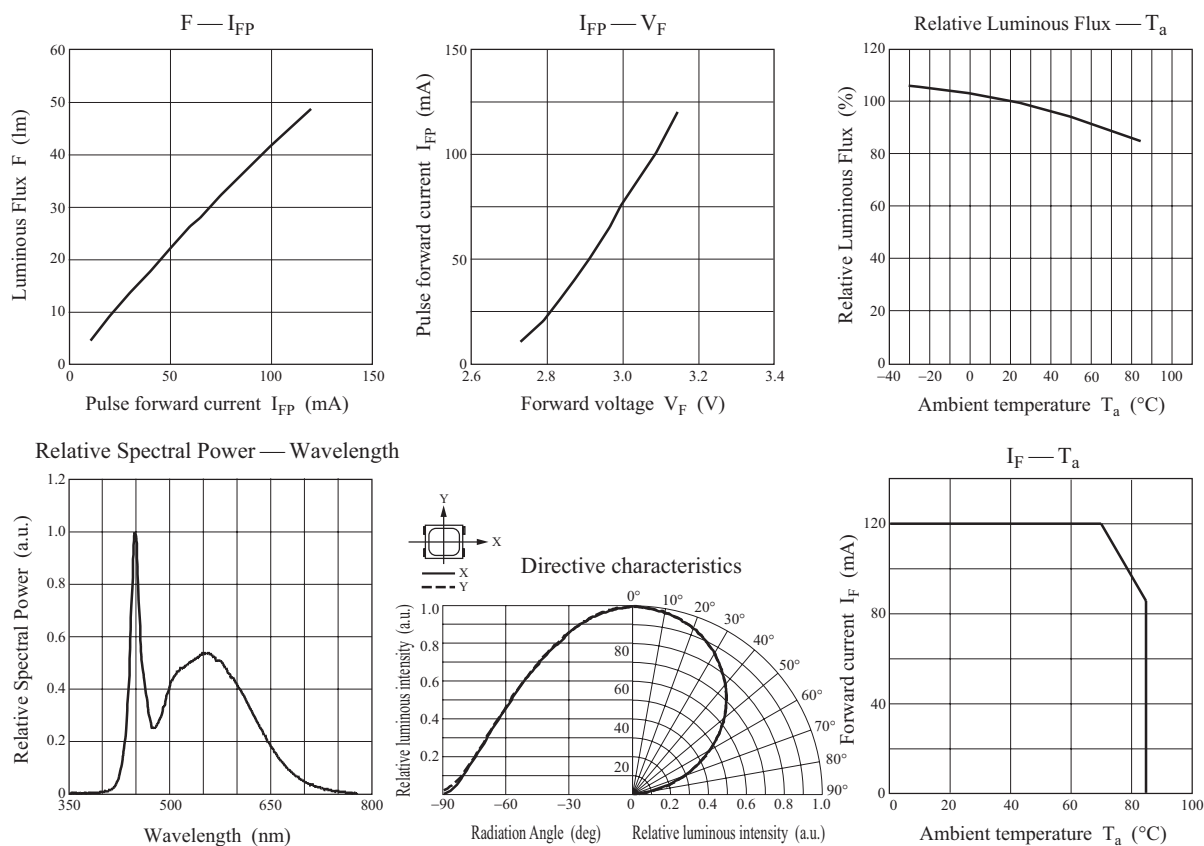 F — I_FP
60
50
40
30
20
10
0
0 50 100 150
Luminous Flux F (lm)
Pulse forward current I_FP (mA)
I_FP — V_F
150
100
50
0
2.6 2.8 3.0 3.2 3.4
Pulse forward current I_FP (mA)
Forward voltage V_F (V)
Relative Luminous Flux — T_a
120
100
80
60
40
20
0
−40 −20 0 20 40 60 80 100
Relative Luminous Flux (%)
Ambient temperature T_a (°C)
Relative Spectral Power — Wavelength
1.2
1.0
0.8
0.6
0.4
0.2
0
350 500 650 800
Relative Spectral Power (a.u.)
Wavelength (nm)
Y
X
X
Y
Directive characteristics
1.0
0.8
0.6
0.4
0.2
Relative luminous intensity (a.u.)
0° 10° 20° 30° 40° 50° 60° 70° 80° 90°
80
60
40
20
−90 −60 −30 0 0.2 0.4 0.6 0.8 1.0
Radiation Angle (deg) Relative luminous intensity (a.u.)
I_F — T_a
120
80
40
0
0 20 40 60 80 100
Forward current I_F (mA)
Ambient temperature T_a (°C)